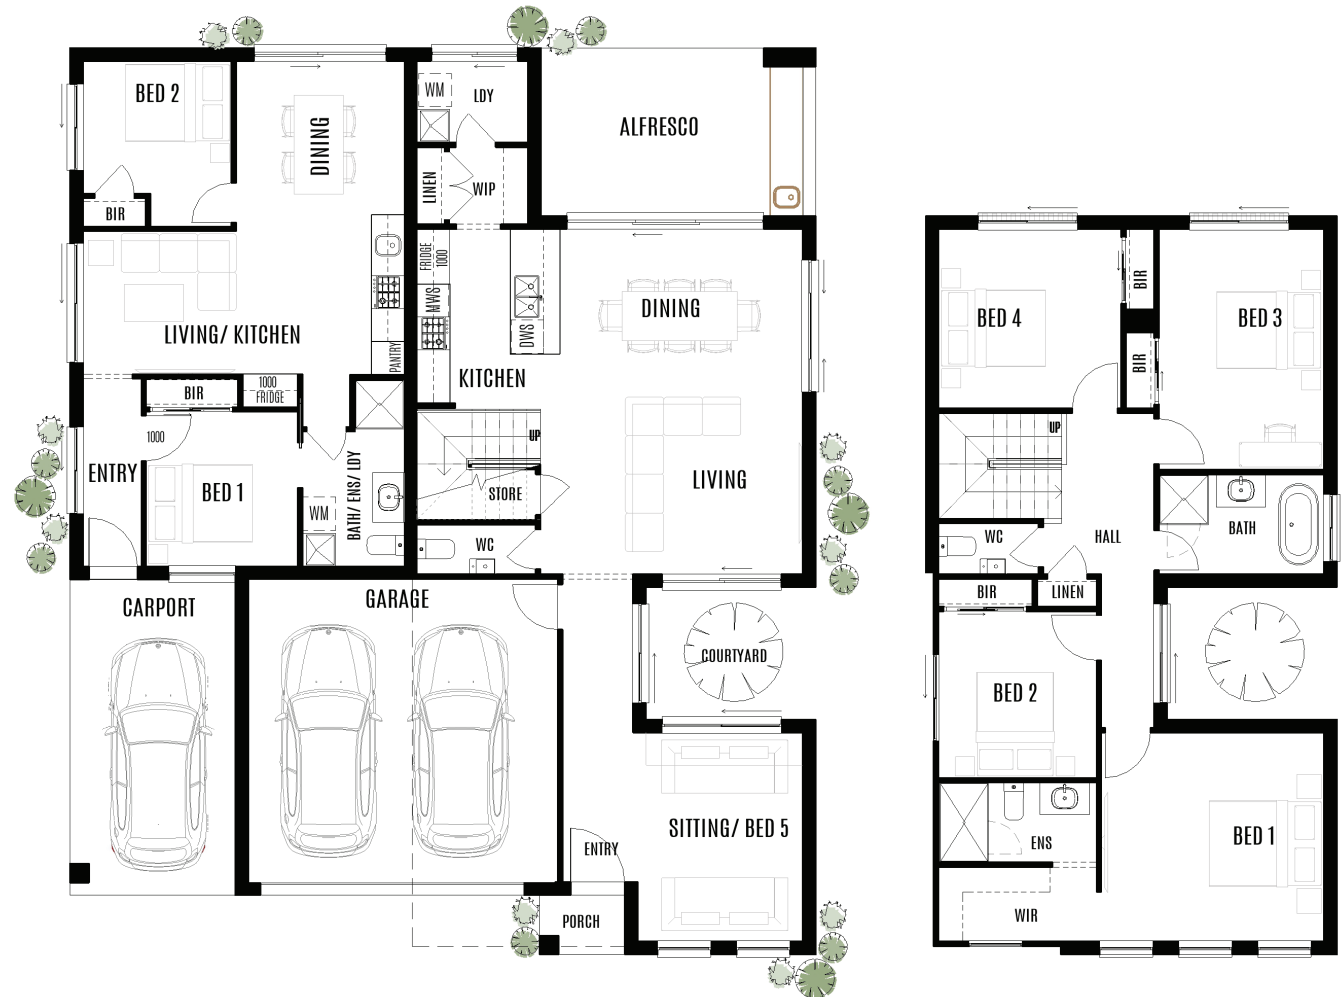 BED 2
BIR
DINING
LIVING/ KITCHEN
PANTRY
1000
FRIDGE
BIR
1000
ENTRY
BED 1
BATH/ ENS/ LDY
WM
CARPORT
GARAGE
WM
LDY
LINEN
WIP
ALFRESCO
FRIDGE
1000
MWS
DWS
KITCHEN
DINING
UP
STORE
LIVING
WC
COURTYARD
SITTING/ BED 5
ENTRY
PORCH
BED 4
BIR
BIR
BED 3
UP
WC
HALL
BATH
BIR
LINEN
BED 2
ENS
WIR
BED 1